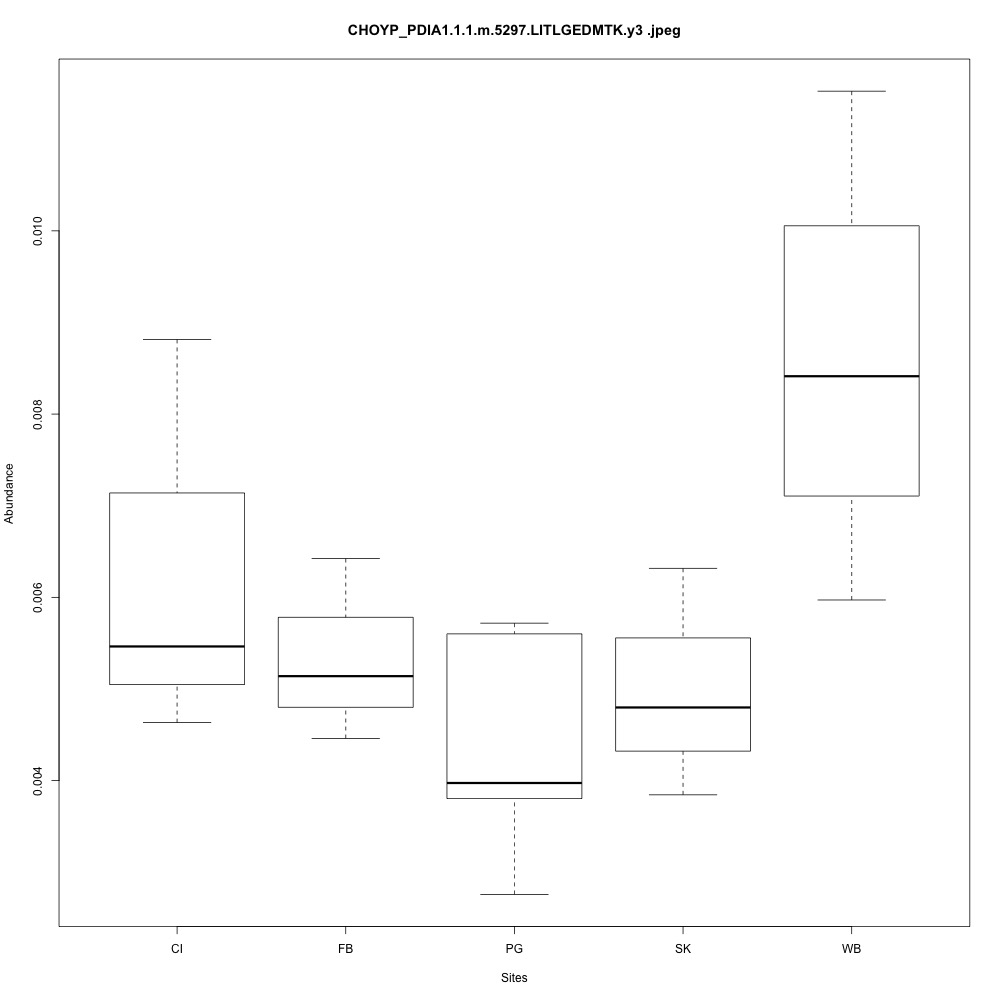 CHOYP_PDIA1.1.1.m.5297.LITLGEDMTK.y3 .jpeg
0.010
0.008
0.006
0.004
Abundance
CI FB PG SK WB
Sites